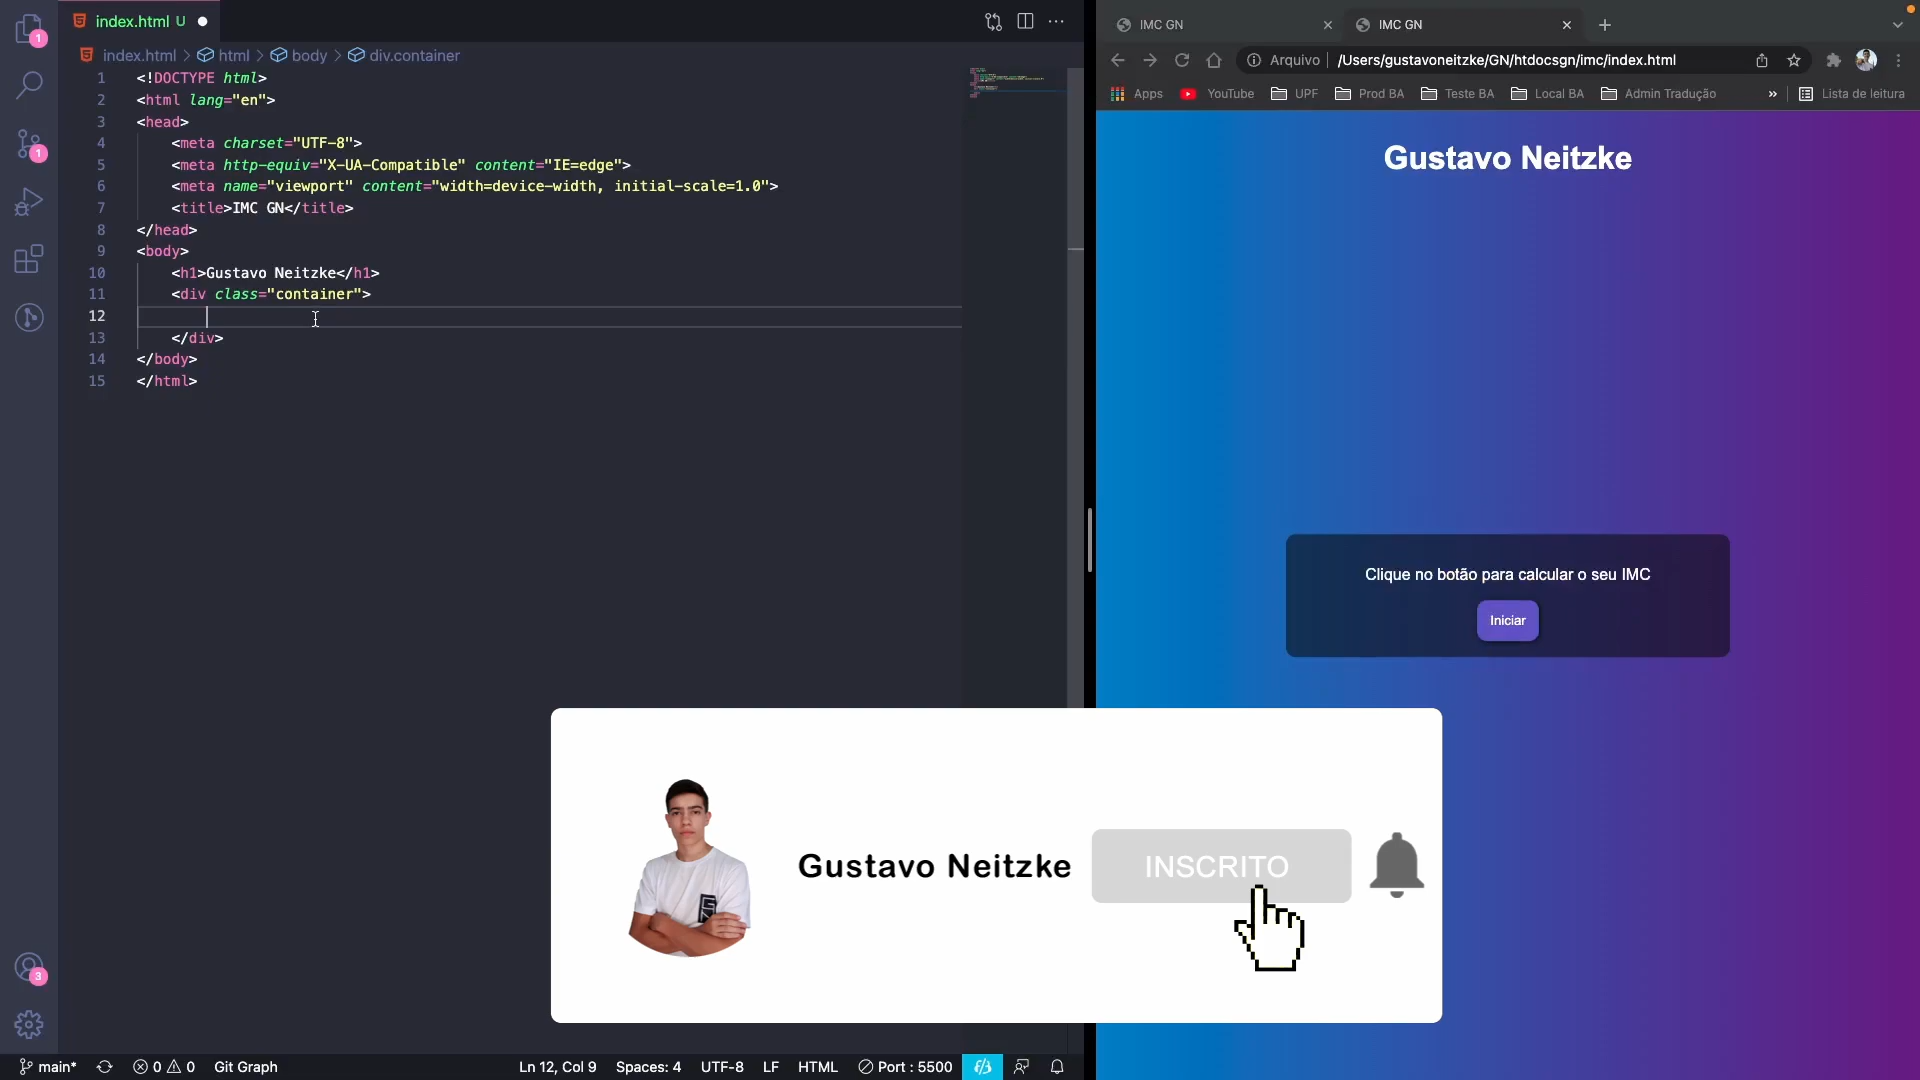 index.html U
index.html > html > body > div.container
1 <!DOCTYPE html>
2 <html lang="en">
3 <head>
4 <meta charset="UTF-8">
5 <meta http-equiv="X-UA-Compatible" content="IE=edge">
6 <meta name="viewport" content="width=device-width, initial-scale=1.0">
7 <title>IMC GN</title>
8 </head>
9 <body>
10 <h1>Gustavo Neitzke</h1>
11 <div class="container">
12
13 </div>
14 </body>
15 </html>
1
1
3
main* 0 0 Git Graph Ln 12, Col 9 Spaces: 4 UTF-8 LF HTML Port : 5500
IMC GN IMC GN
Arquivo /Users/gustavoneitzke/GN/htdocsgn/imc/index.html
Apps YouTube UPF Prod BA Teste BA Local BA Admin Tradução » Lista de leitura
Gustavo Neitzke
Clique no botão para calcular o seu IMC
Iniciar
Gustavo Neitzke INSCRITO